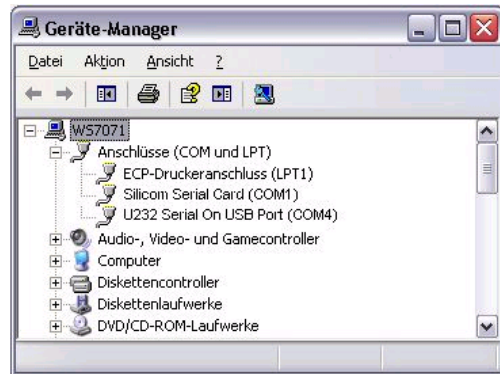 Geräte-Manager
Datei Aktion Ansicht ?
WS7071
Anschlüsse (COM und LPT)
ECP-Druckeranschluss (LPT1)
Silicom Serial Card (COM1)
U232 Serial On USB Port (COM4)
Audio-, Video- und Gamecontroller
Computer
Diskettencontroller
Diskettenlaufwerke
DVD/CD-ROM-Laufwerke